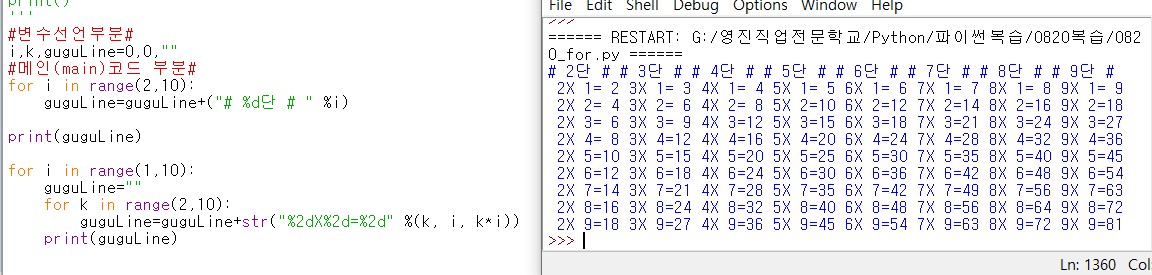 print()
'''
#변수선언부분#
i,k,guguLine=0,0,""
#메인(main)코드 부분#
for i in range(2,10):
    guguLine=guguLine+("# %d단 # " %i)
print(guguLine)
for i in range(1,10):
    guguLine=""
    for k in range(2,10):
        guguLine=guguLine+str("%2dX%2d=%2d" %(k, i, k*i))
    print(guguLine)
File Edit Shell Debug Options Window Help
>>>
====== RESTART: G:/영진직업전문학교/Python/파이썬복습/0820복습/082
0_for.py ======
# 2단 # # 3단 # # 4단 # # 5단 # # 6단 # # 7단 # # 8단 # # 9단 #
 2X 1= 2 3X 1= 3 4X 1= 4 5X 1= 5 6X 1= 6 7X 1= 7 8X 1= 8 9X 1= 9
 2X 2= 4 3X 2= 6 4X 2= 8 5X 2=10 6X 2=12 7X 2=14 8X 2=16 9X 2=18
 2X 3= 6 3X 3= 9 4X 3=12 5X 3=15 6X 3=18 7X 3=21 8X 3=24 9X 3=27
 2X 4= 8 3X 4=12 4X 4=16 5X 4=20 6X 4=24 7X 4=28 8X 4=32 9X 4=36
 2X 5=10 3X 5=15 4X 5=20 5X 5=25 6X 5=30 7X 5=35 8X 5=40 9X 5=45
 2X 6=12 3X 6=18 4X 6=24 5X 6=30 6X 6=36 7X 6=42 8X 6=48 9X 6=54
 2X 7=14 3X 7=21 4X 7=28 5X 7=35 6X 7=42 7X 7=49 8X 7=56 9X 7=63
 2X 8=16 3X 8=24 4X 8=32 5X 8=40 6X 8=48 7X 8=56 8X 8=64 9X 8=72
 2X 9=18 3X 9=27 4X 9=36 5X 9=45 6X 9=54 7X 9=63 8X 9=72 9X 9=81
>>>
Ln: 1360 Col